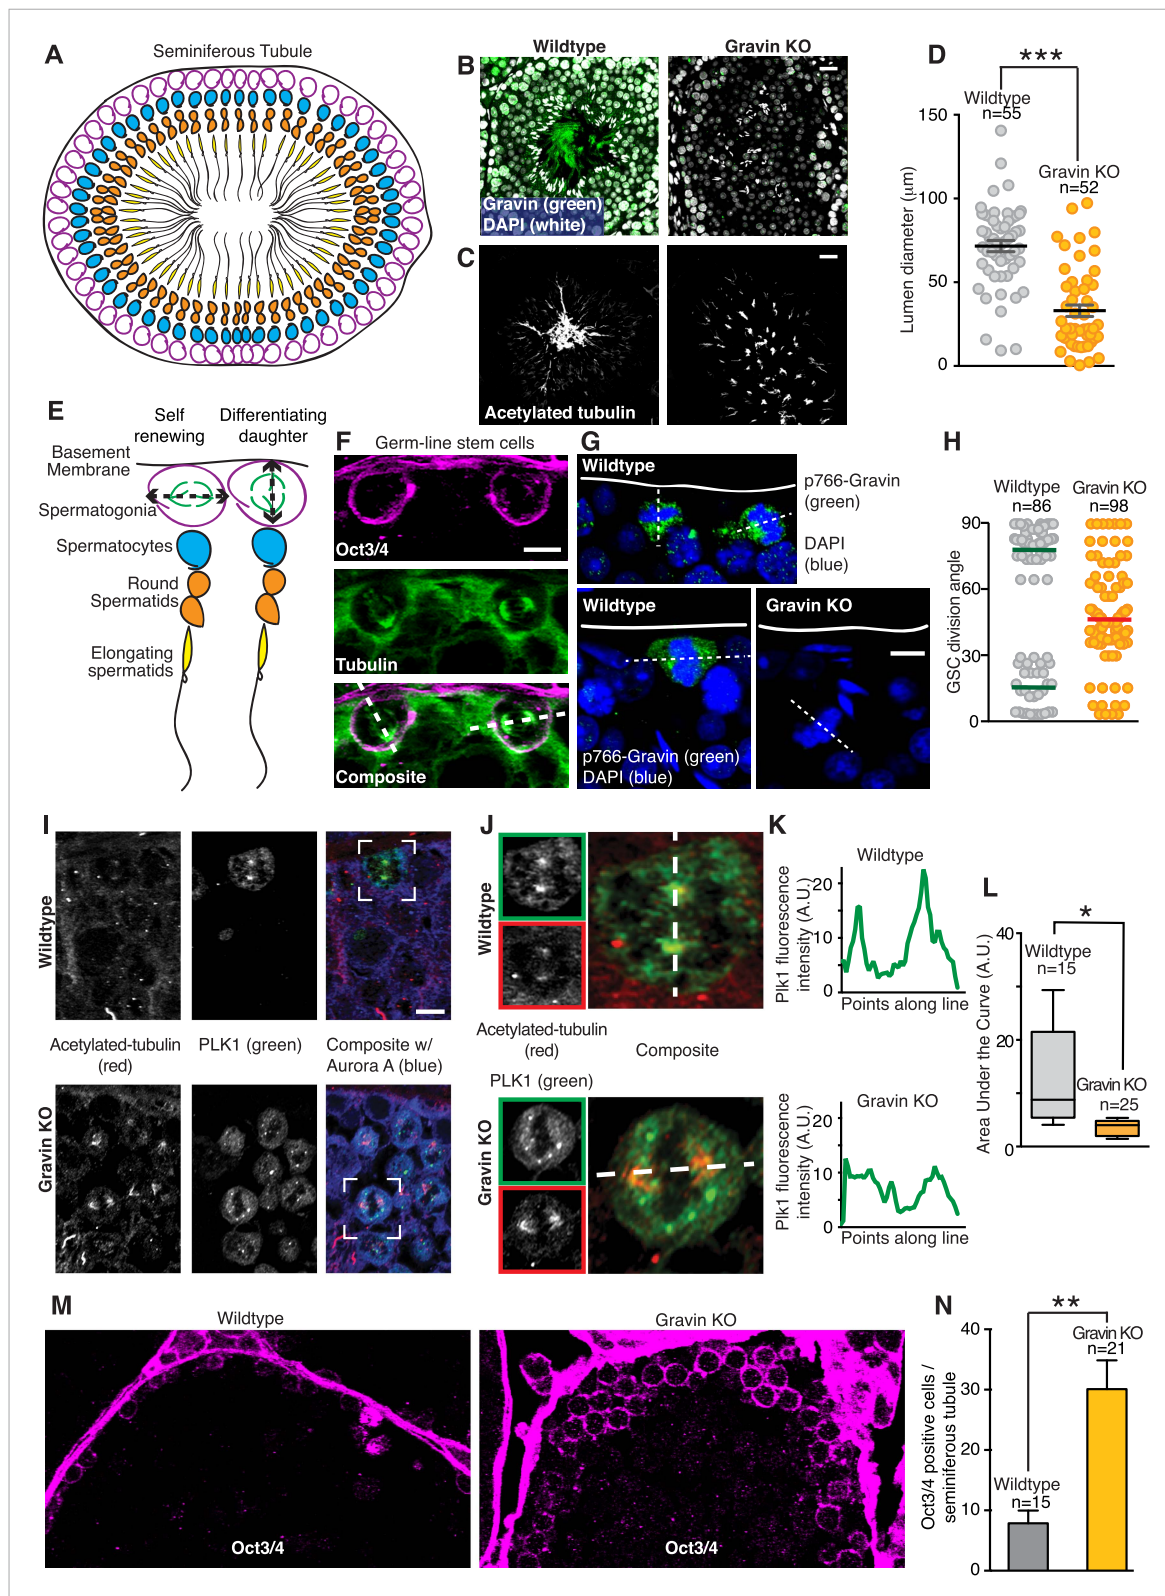 A
Seminiferous Tubule
B
Wildtype
Gravin KO
Gravin (green)
DAPI (white)
C
Acetylated tubulin
D
***
Wildtype
n=55
Gravin KO
n=52
Lumen diameter (µm)
150
100
50
0
E
Self
renewing
Differentiating
daughter
Basement
Membrane
Spermatogonia
Spermatocytes
Round
Spermatids
Elongating
spermatids
F
Germ-line stem cells
Oct3/4
Tubulin
Composite
G
Wildtype
p766-Gravin
(green)
DAPI
(blue)
Wildtype
Gravin KO
p766-Gravin (green)
DAPI (blue)
H
Wildtype
n=86
Gravin KO
n=98
GSC division angle
90
60
30
0
I
Wildtype
Acetylated-tubulin
(red)
PLK1 (green)
Composite w/
Aurora A (blue)
Gravin KO
J
Wildtype
Acetylated-tubulin
(red)
PLK1 (green)
Composite
Gravin KO
K
Wildtype
Plk1 fluorescence
intensity (A.U.)
20
10
0
Points along line
Gravin KO
Plk1 fluorescence
intensity (A.U.)
20
10
0
Points along line
L
*
Wildtype
n=15
Gravin KO
n=25
Area Under the Curve (A.U.)
40
20
0
M
Wildtype
Gravin KO
Oct3/4
Oct3/4
N
**
Gravin KO
n=21
Wildtype
n=15
Oct3/4 positive cells /
seminiferous tubule
40
30
20
10
0